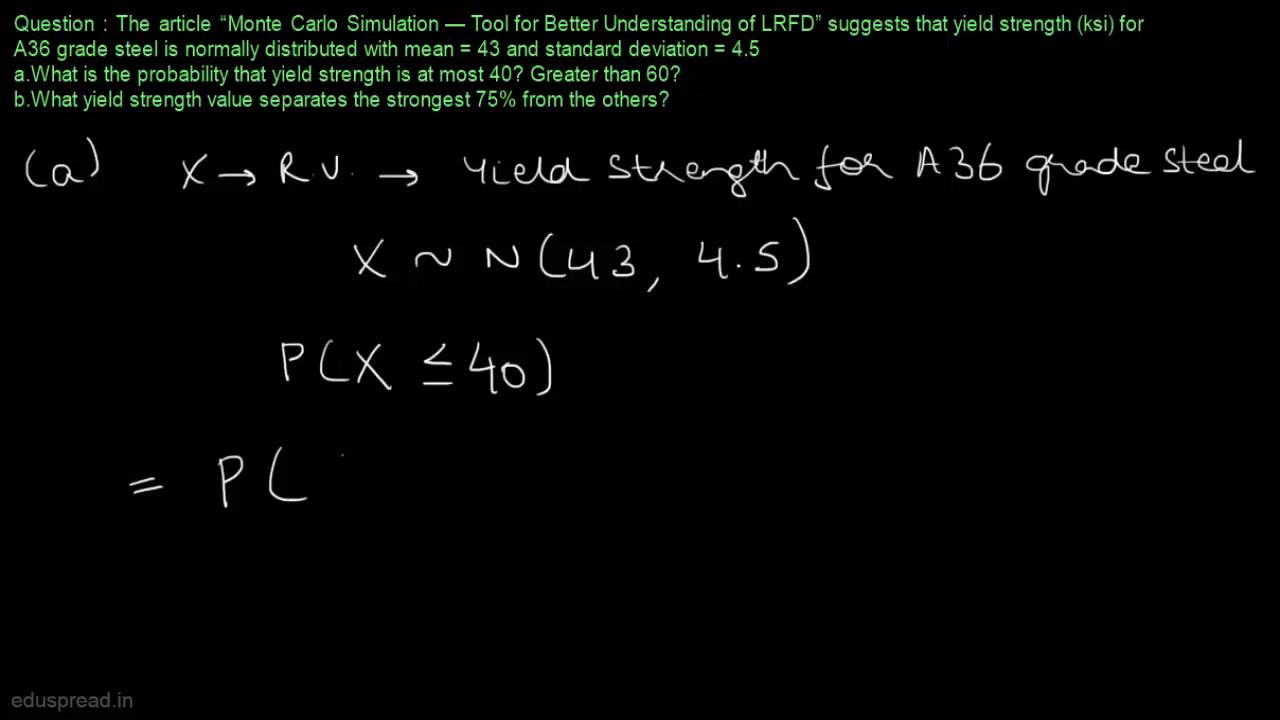 Question : The article “Monte Carlo Simulation — Tool for Better Understanding of LRFD” suggests that yield strength (ksi) for
A36 grade steel is normally distributed with mean = 43 and standard deviation = 4.5
a.What is the probability that yield strength is at most 40? Greater than 60?
b.What yield strength value separates the strongest 75% from the others?
(a) X → R.V. → Yield Strength for A36 grade Steel
X ~ N(43, 4.5)
P(X ≤ 40)
= P(
eduspread.in